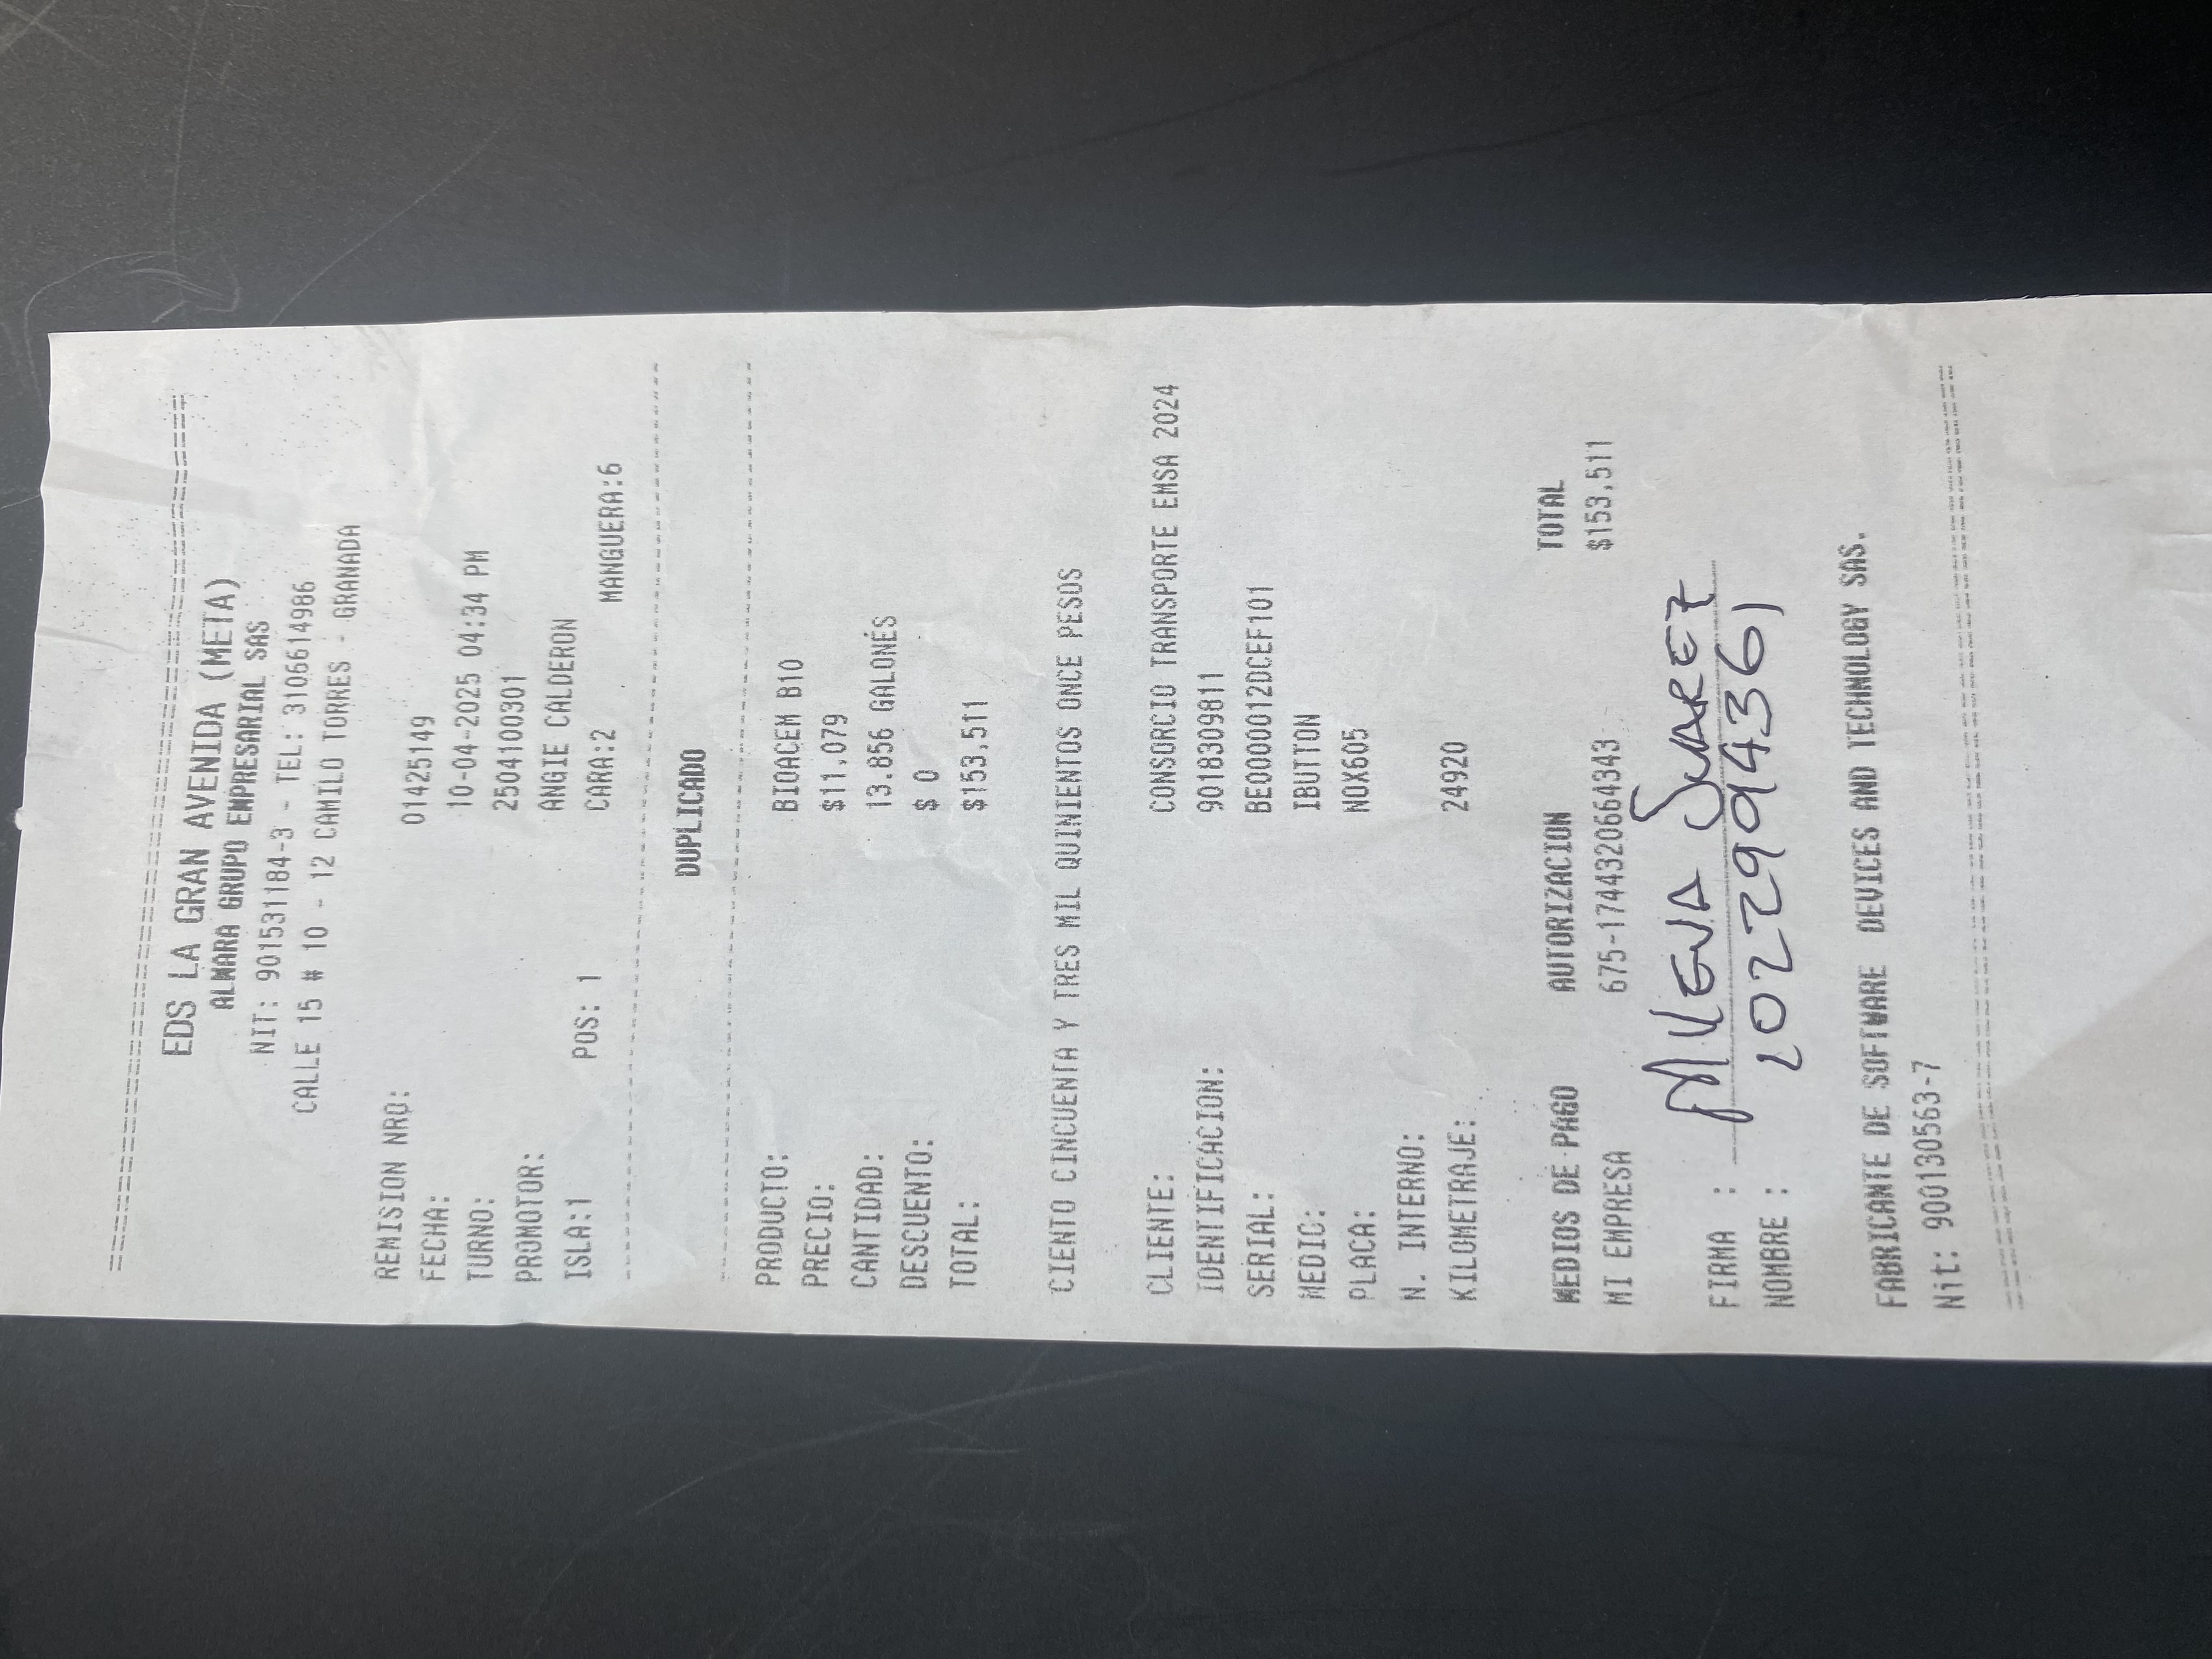 EDS LA GRAN AVENIDA (META)
ALMARA GRUPO EMPRESARIAL SAS
NIT: 901531184-3 - TEL: 3106614986
CALLE 15 # 10 - 12 CAMILO TORRES - GRANADA
REMISION NRO: 01425149
FECHA: 10-04-2025 04:34 PM
TURNO: 2504100301
PROMOTOR: ANGIE CALDERON
ISLA:1 POS: 1 CARA:2 MANGUERA:6
DUPLICADO
PRODUCTO: BIOACEM B10
PRECIO: $11.079
CANTIDAD: 13.856 GALONES
DESCUENTO: $ 0
TOTAL: $153,511
CIENTO CINCUENTA Y TRES MIL QUINIENTOS ONCE PESOS
CLIENTE: CONSORCIO TRANSPORTE EMSA 2024
IDENTIFICACION: 9018309811
SERIAL: BE0000012DCEF101
MEDIO: IBUTTON
PLACA: NOX605
N. INTERNO:
KILOMETRAJE: 24920
MEDIOS DE PAGO AUTORIZACION TOTAL
MI EMPRESA 675-1744320664343 $153,511
FIRMA : SUAREZ
NOMBRE : 1022994361
FABRICANTE DE SOFTWARE DEVICES AND TECHNOLOGY SAS.
Nit: 900130563-7